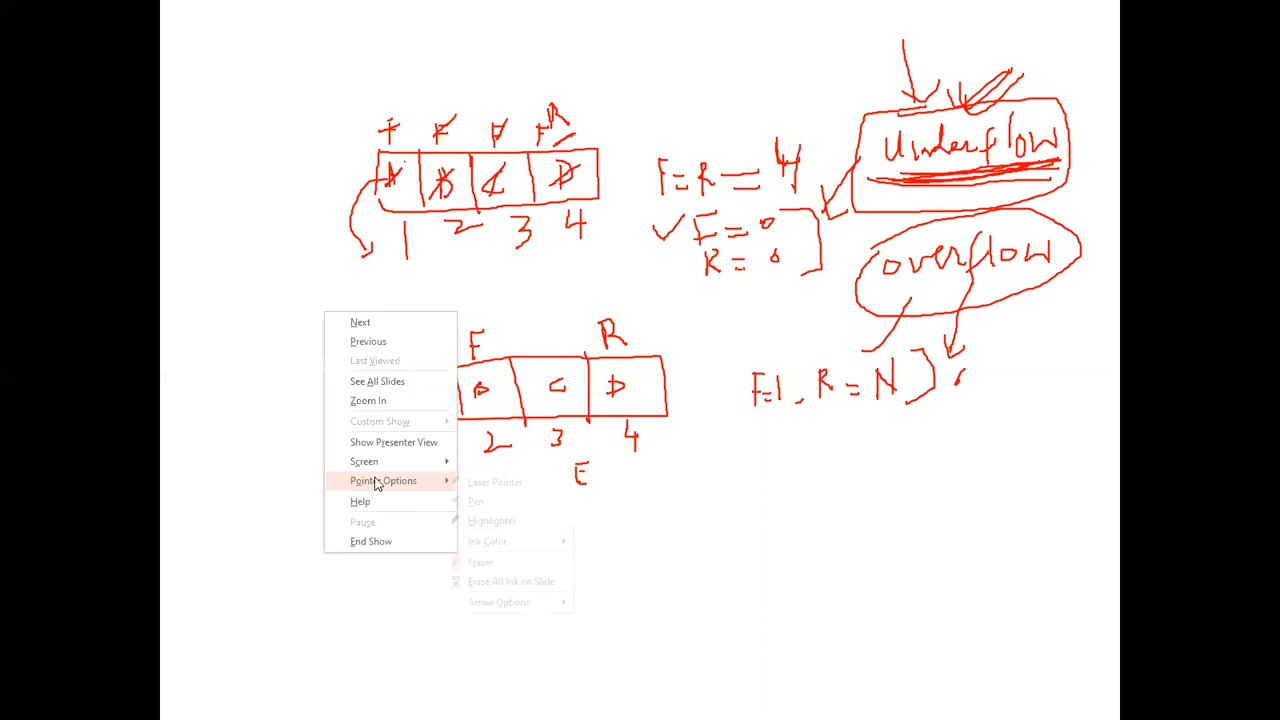 F F F F R
A B C D
1 2 3 4
F = R == 4
F = 0
R = 0
Underflow
overflow
F R
B C D
2 3 4
E
F=1, R = N
Next
Previous
Last Viewed
See All Slides
Zoom In
Custom Show
Show Presenter View
Screen
Pointer Options
Help
Pause
End Show
Laser Pointer
Pen
Highlighter
Ink Color
Eraser
Erase All Ink on Slide
Arrow Options